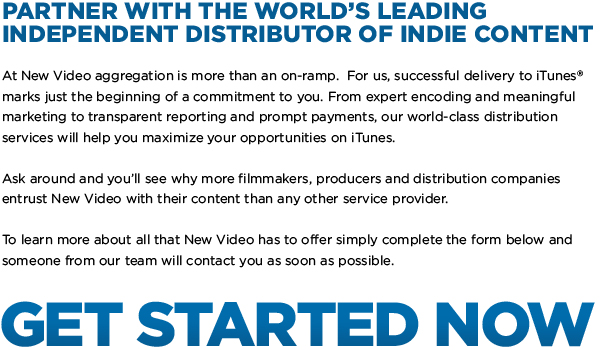 PARTNER WITH THE WORLD’S LEADING
INDEPENDENT DISTRIBUTOR OF INDIE CONTENT
At New Video aggregation is more than an on-ramp.  For us, successful delivery to iTunes®
marks just the beginning of a commitment to you. From expert encoding and meaningful
marketing to transparent reporting and prompt payments, our world-class distribution
services will help you maximize your opportunities on iTunes.
Ask around and you’ll see why more filmmakers, producers and distribution companies
entrust New Video with their content than any other service provider.
To learn more about all that New Video has to offer simply complete the form below and
someone from our team will contact you as soon as possible.
GET STARTED NOW